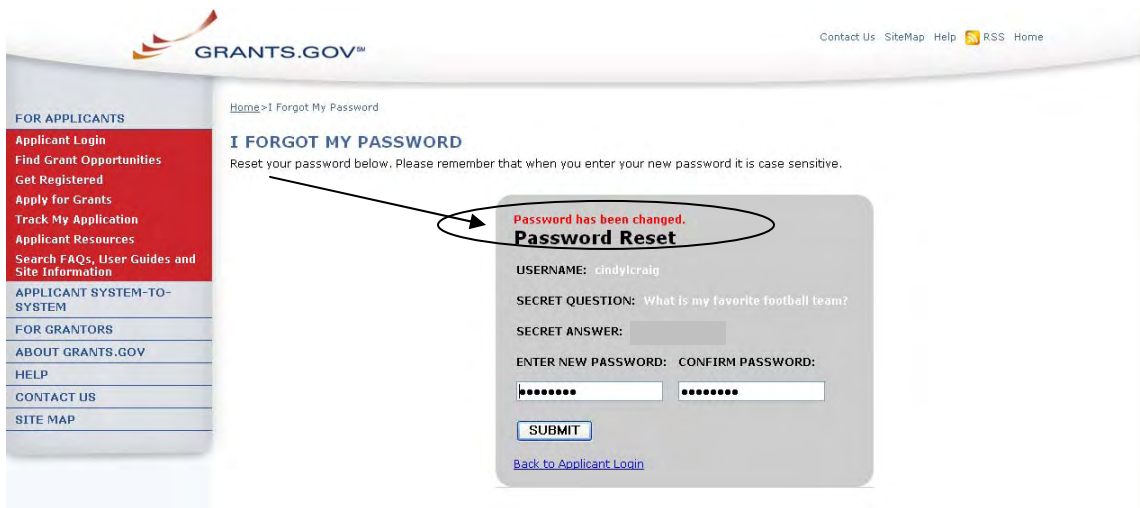 GRANTS.GOV℠
Contact Us SiteMap Help RSS Home
Home>I Forgot My Password
FOR APPLICANTS
Applicant Login
Find Grant Opportunities
Get Registered
Apply for Grants
Track My Application
Applicant Resources
Search FAQs, User Guides and
Site Information
APPLICANT SYSTEM-TO-
SYSTEM
FOR GRANTORS
ABOUT GRANTS.GOV
HELP
CONTACT US
SITE MAP
I FORGOT MY PASSWORD
Reset your password below. Please remember that when you enter your new password it is case sensitive.
Password has been changed.
Password Reset
USERNAME: cindylcraig
SECRET QUESTION: What is my favorite football team?
SECRET ANSWER:
ENTER NEW PASSWORD: CONFIRM PASSWORD:
●●●●●●●● ●●●●●●●●
SUBMIT
Back to Applicant Login